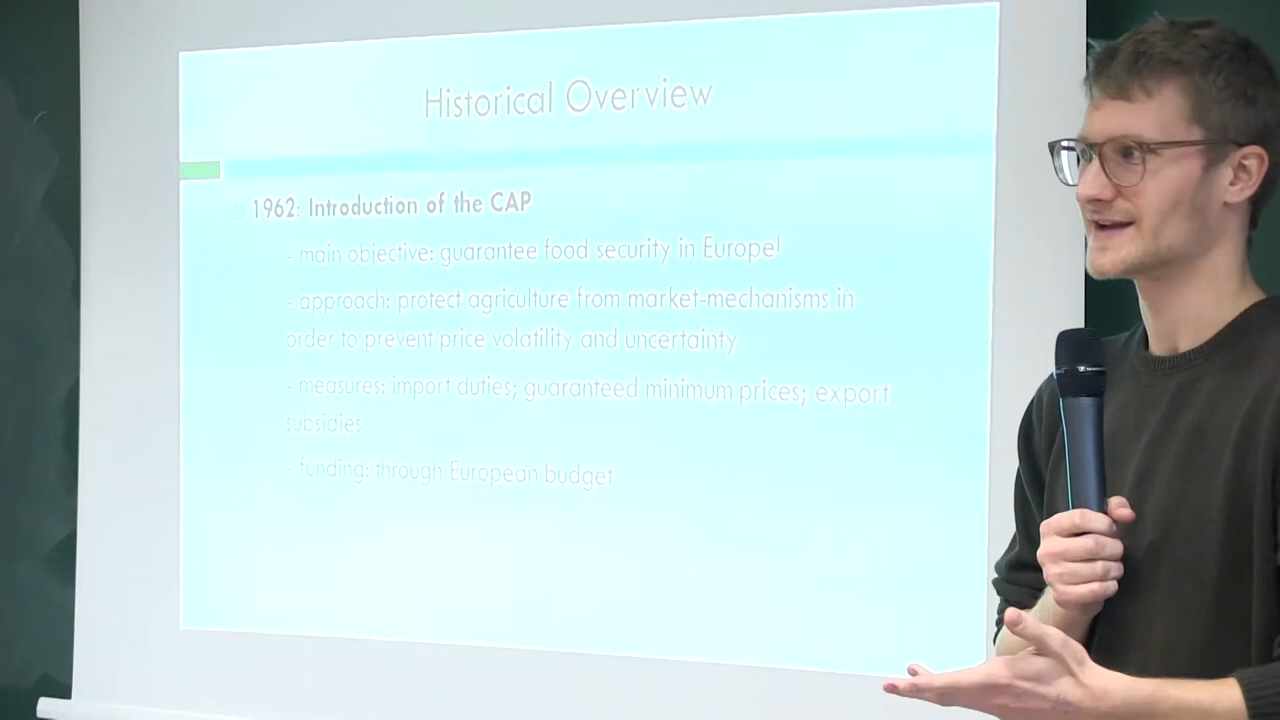 Historical Overview
1962: Introduction of the CAP
- main objective: guarantee food security in Europe!
- approach: protect agriculture from market-mechanisms in
order to prevent price volatility and uncertainty
- measures: import duties; guaranteed minimum prices; export
subsidies
- funding: through European budget